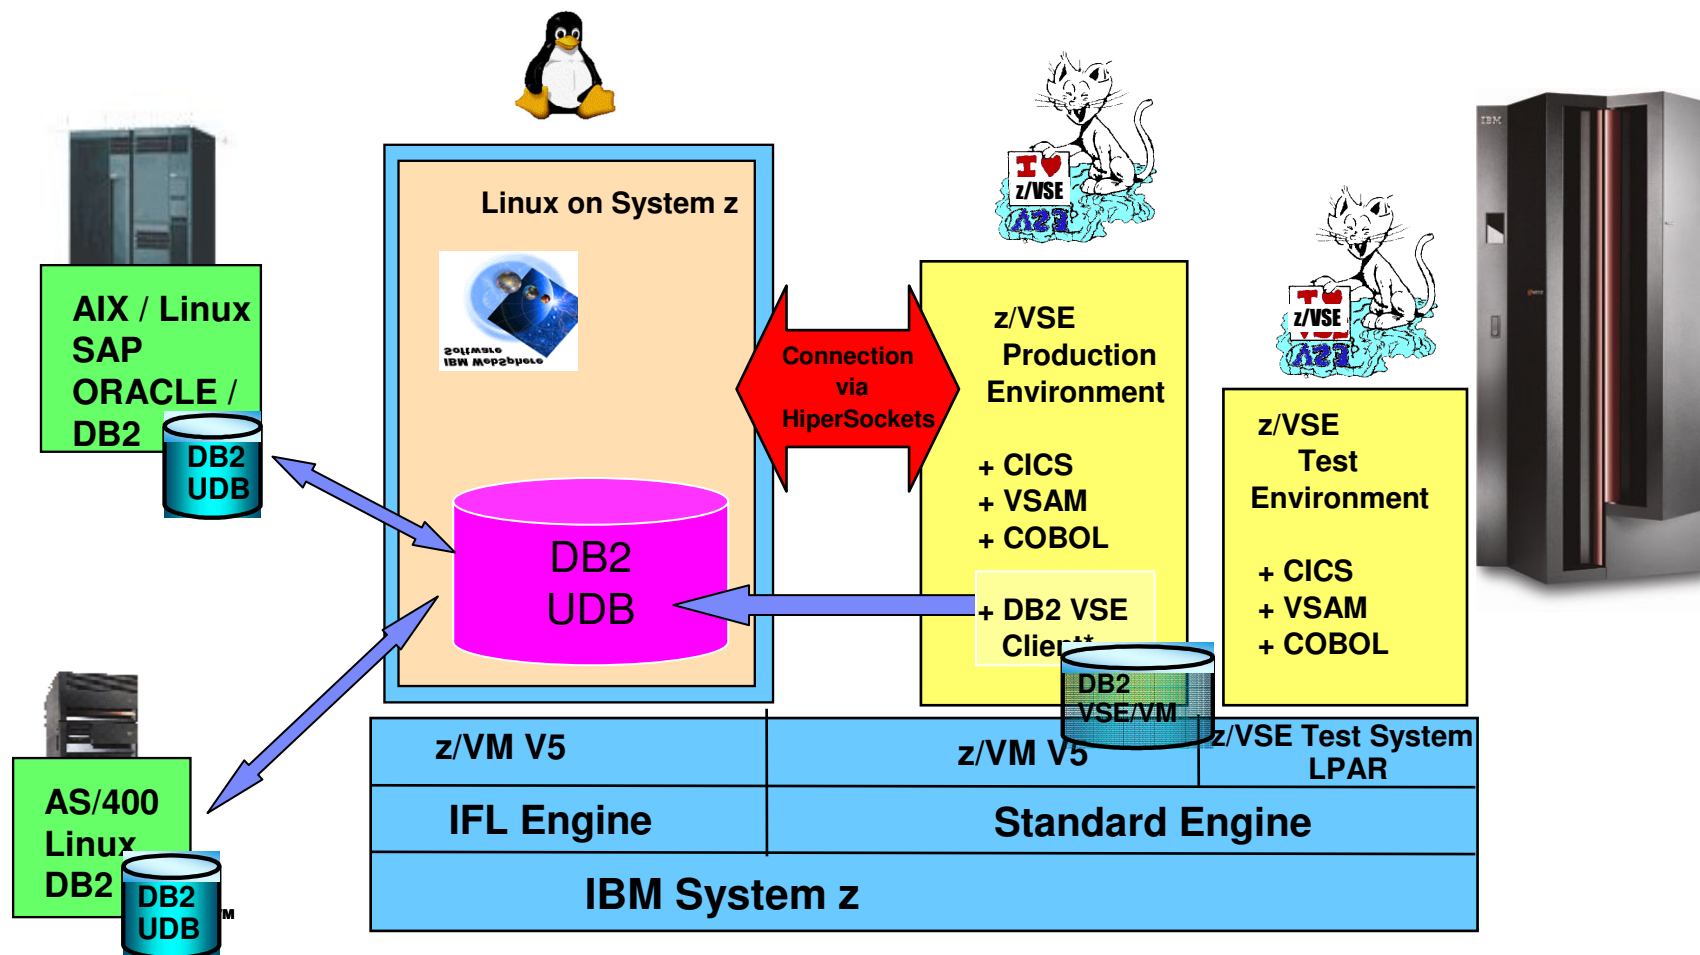 Linux on System z
Software
IBM WebSphere
I
z/VSE
VSE
I
z/VSE
VSE
IBM
AIX / Linux
SAP
ORACLE /
DB2
DB2
UDB
Connection
via
HiperSockets
z/VSE
Production
Environment
+ CICS
+ VSAM
+ COBOL
+ DB2 VSE
Client*
DB2
VSE/VM
z/VSE
Test
Environment
+ CICS
+ VSAM
+ COBOL
DB2
UDB
AS/400
Linux
DB2
DB2
UDB
z/VM V5
z/VM V5
z/VSE Test System
LPAR
IFL Engine
Standard Engine
IBM System z